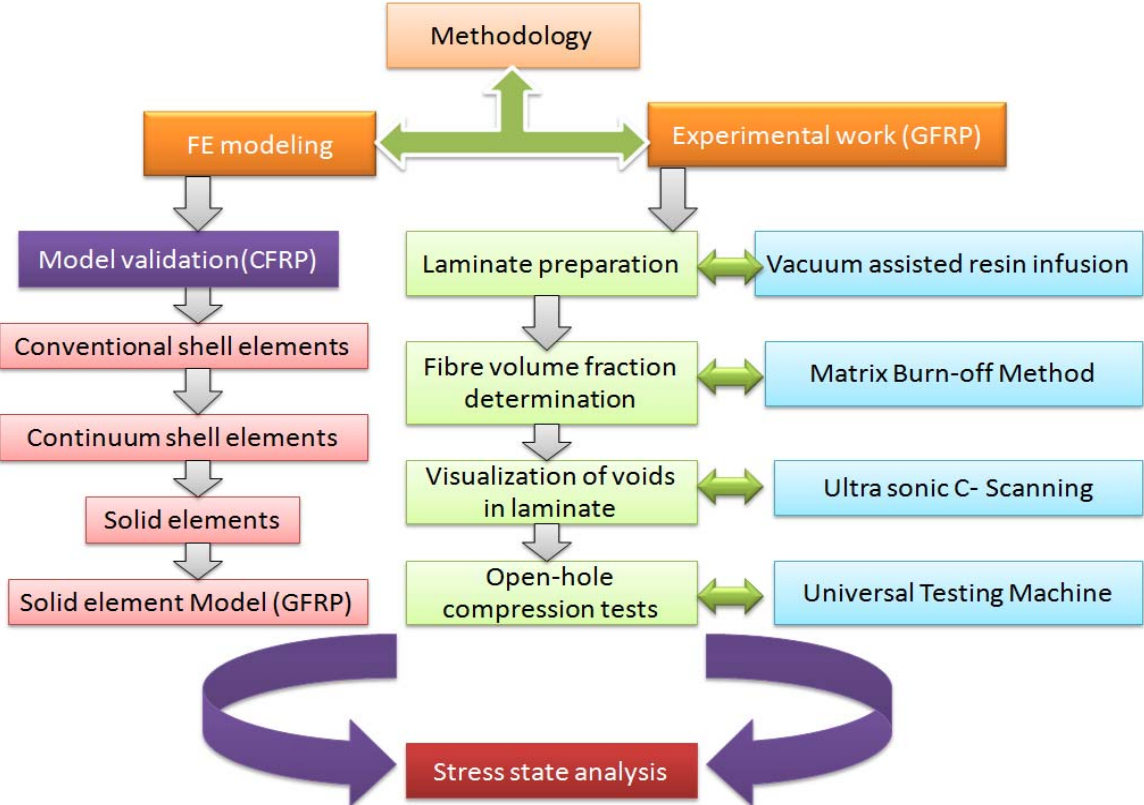 Methodology
FE modeling
Experimental work (GFRP)
Model validation(CFRP)
Conventional shell elements
Continuum shell elements
Solid elements
Solid element Model (GFRP)
Laminate preparation
Vacuum assisted resin infusion
Fibre volume fraction
determination
Matrix Burn-off Method
Visualization of voids
in laminate
Ultra sonic C- Scanning
Open-hole
compression tests
Universal Testing Machine
Stress state analysis